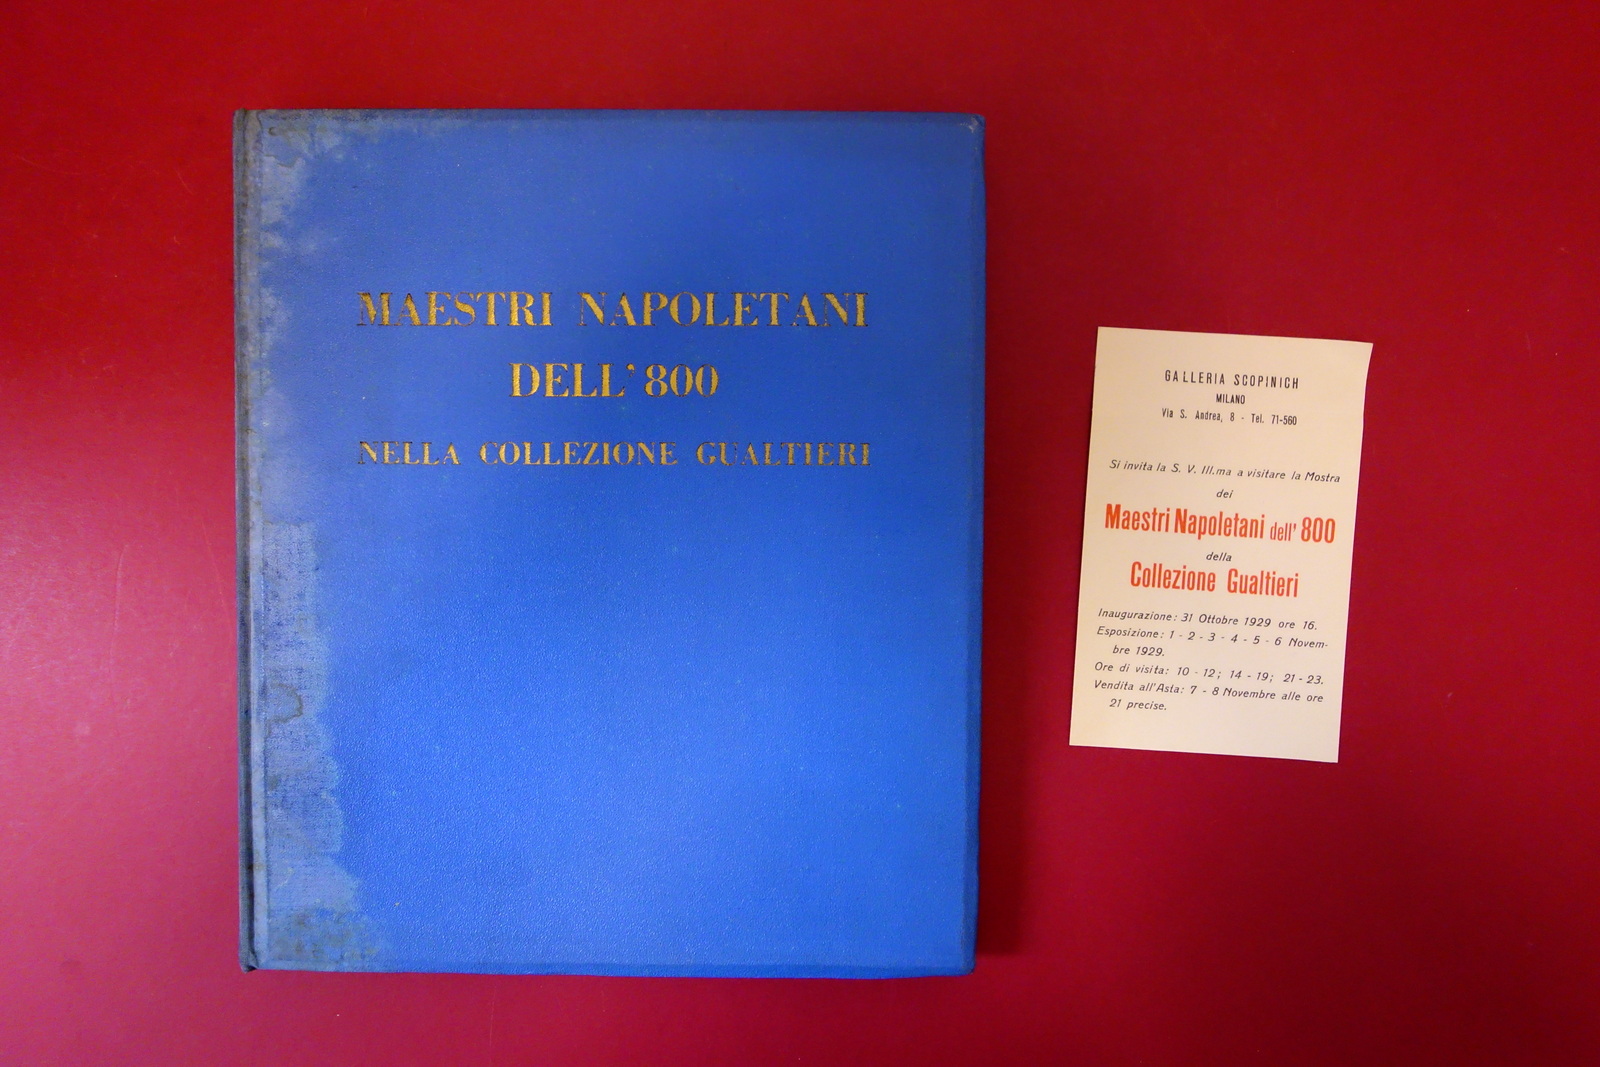 MAESTRI NAPOLETANI
DELL'800
NELLA COLLEZIONE GUALTIERI
GALLERIA SCOPINICH
MILANO
Via S. Andrea, 8 - Tel. 71-560
Si invita la S. V. Ill.ma a visitare la Mostra
dei
Maestri Napoletani dell' 800
della
Collezione Gualtieri
Inaugurazione: 31 Ottobre 1929 ore 16.
Esposizione: 1 - 2 - 3 - 4 - 5 - 6 Novem-
bre 1929.
Ore di visita: 10 - 12; 14 - 19; 21 - 23.
Vendita all'Asta: 7 - 8 Novembre alle ore
21 precise.